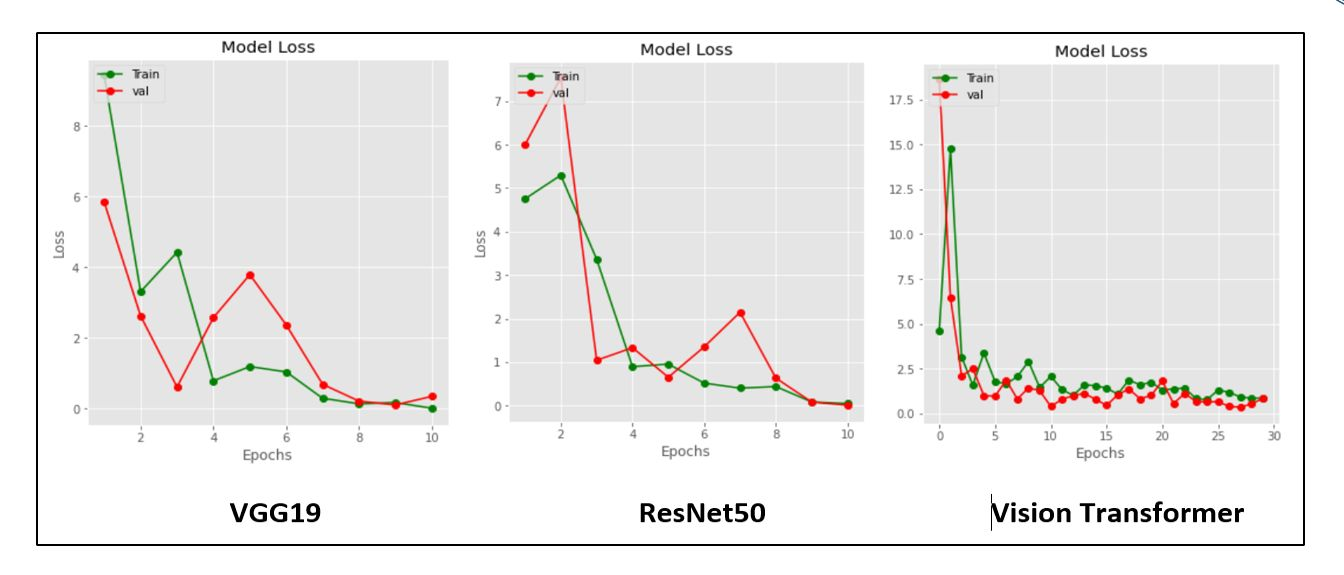 Model Loss
Train
val
Loss
8
6
4
2
0
2 4 6 8 10
Epochs
VGG19
Model Loss
Train
val
Loss
7
6
5
4
3
2
1
0
2 4 6 8 10
Epochs
ResNet50
Model Loss
Train
val
17.5
15.0
12.5
10.0
7.5
5.0
2.5
0.0
0 5 10 15 20 25 30
Epochs
Vision Transformer